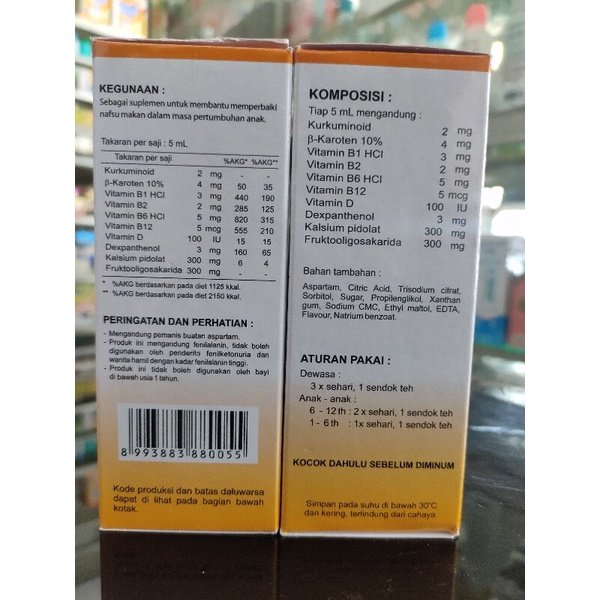 KEGUNAAN :
Sebagai suplemen untuk membantu memperbaiki
nafsu makan dalam masa pertumbuhan anak.
Takaran per saji : 5 mL
Takaran per saji %AKG* %AKG**
Kurkuminoid 2 mg - -
β-Karoten 10% 4 mg 50 35
Vitamin B1 HCl 3 mg 440 190
Vitamin B2 2 mg 285 125
Vitamin B6 HCl 5 mg 820 315
Vitamin B12 5 mcg 555 210
Vitamin D 100 IU 15 15
Dexpanthenol 3 mg 160 65
Kalsium pidolat 300 mg 6 4
Fruktooligosakarida 300 mg - -
* %AKG berdasarkan pada diet 1125 kkal.
** %AKG berdasarkan pada diet 2150 kkal.
PERINGATAN DAN PERHATIAN :
- Mengandung pemanis buatan aspartam.
- Produk ini mengandung fenilalanin, tidak boleh
digunakan oleh penderita fenilketonuria dan
wanita hamil dengan kadar fenilalanin tinggi.
- Produk ini tidak boleh digunakan oleh bayi
di bawah usia 1 tahun.
8 993883 880055
Kode produksi dan batas daluwarsa
dapat di lihat pada bagian bawah
kotak.
KOMPOSISI :
Tiap 5 mL mengandung :
Kurkuminoid 2 mg
β-Karoten 10% 4 mg
Vitamin B1 HCl 3 mg
Vitamin B2 2 mg
Vitamin B6 HCl 5 mg
Vitamin B12 5 mcg
Vitamin D 100 IU
Dexpanthenol 3 mg
Kalsium pidolat 300 mg
Fruktooligosakarida 300 mg
Bahan tambahan :
Aspartam, Citric Acid, Trisodium citrat,
Sorbitol, Sugar, Propilenglikol, Xanthan
gum, Sodium CMC, Ethyl maltol, EDTA,
Flavour, Natrium benzoat.
ATURAN PAKAI :
Dewasa :
3 x sehari, 1 sendok teh
Anak - anak :
6 - 12 th : 2 x sehari, 1 sendok teh
1 - 6 th : 1x sehari, 1 sendok teh
KOCOK DAHULU SEBELUM DIMINUM
Simpan pada suhu di bawah 30°C
dan kering, terlindung dari cahaya.